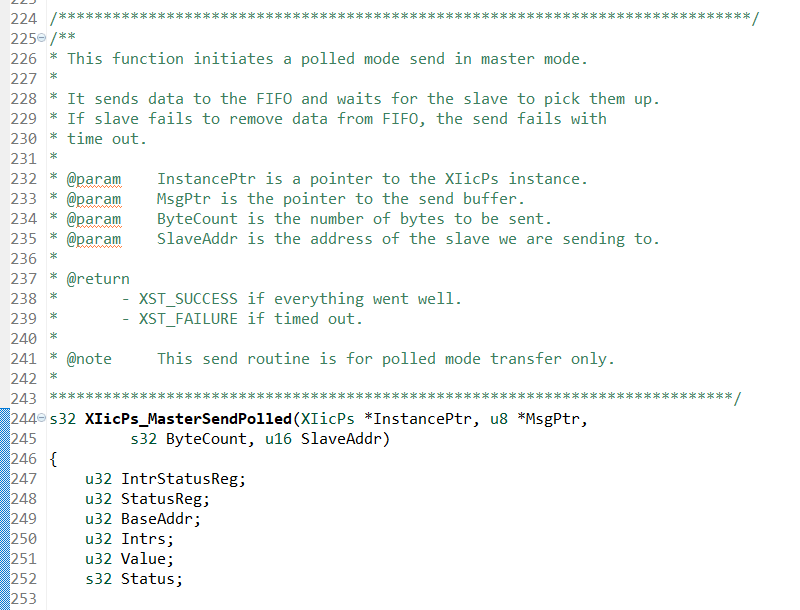 223
224 /*****************************************************************************/
225 /**
226 * This function initiates a polled mode send in master mode.
227 *
228 * It sends data to the FIFO and waits for the slave to pick them up.
229 * If slave fails to remove data from FIFO, the send fails with
230 * time out.
231 *
232 * @param    InstancePtr is a pointer to the XIicPs instance.
233 * @param    MsgPtr is the pointer to the send buffer.
234 * @param    ByteCount is the number of bytes to be sent.
235 * @param    SlaveAddr is the address of the slave we are sending to.
236 *
237 * @return
238 *       - XST_SUCCESS if everything went well.
239 *       - XST_FAILURE if timed out.
240 *
241 * @note     This send routine is for polled mode transfer only.
242 *
243 ****************************************************************************/
244 s32 XIicPs_MasterSendPolled(XIicPs *InstancePtr, u8 *MsgPtr,
245          s32 ByteCount, u16 SlaveAddr)
246 {
247     u32 IntrStatusReg;
248     u32 StatusReg;
249     u32 BaseAddr;
250     u32 Intrs;
251     u32 Value;
252     s32 Status;
253